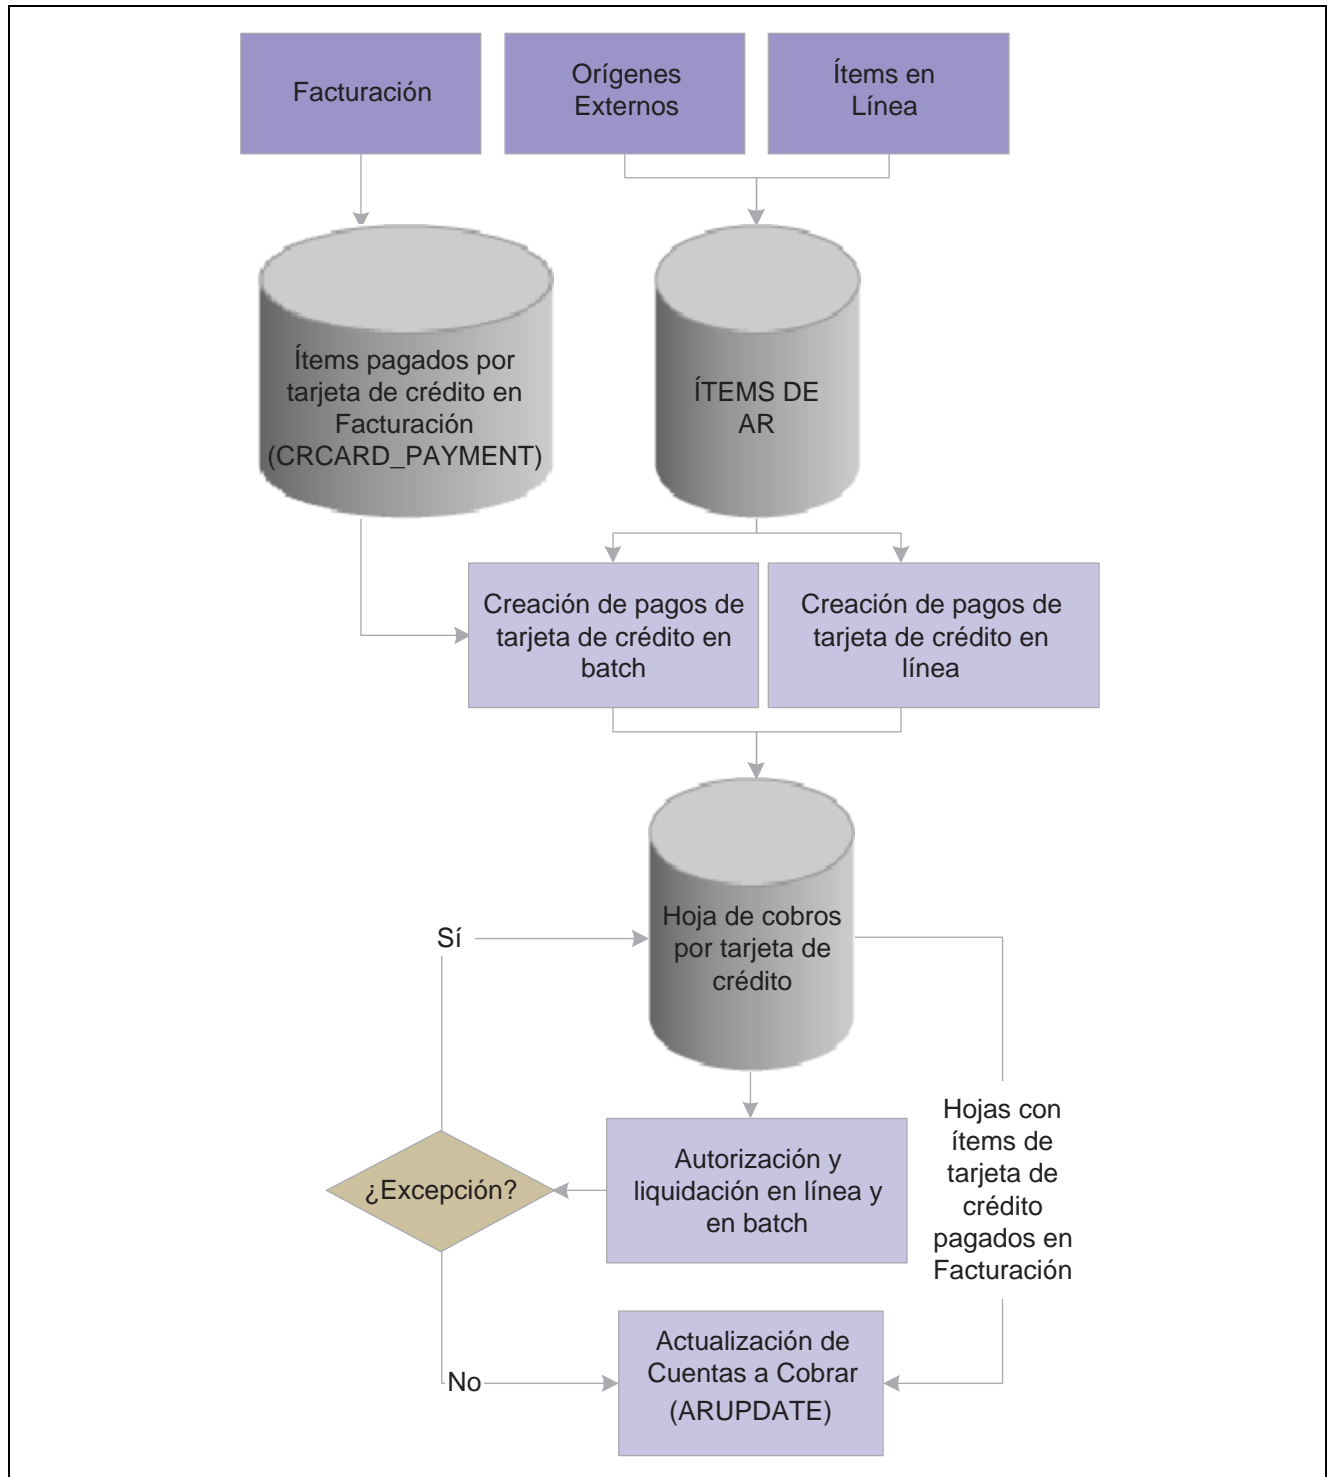 Facturación
Orígenes
Externos
Ítems en
Línea
Ítems pagados por
tarjeta de crédito en
Facturación
(CRCARD_PAYMENT)
ÍTEMS DE
AR
Creación de pagos de
tarjeta de crédito en
batch
Creación de pagos de
tarjeta de crédito en
línea
Hoja de cobros
por tarjeta de
crédito
Sí
Hojas con
ítems de
tarjeta de
crédito
pagados en
Facturación
Autorización y
liquidación en línea y
en batch
¿Excepción?
Actualización de
Cuentas a Cobrar
(ARUPDATE)
No